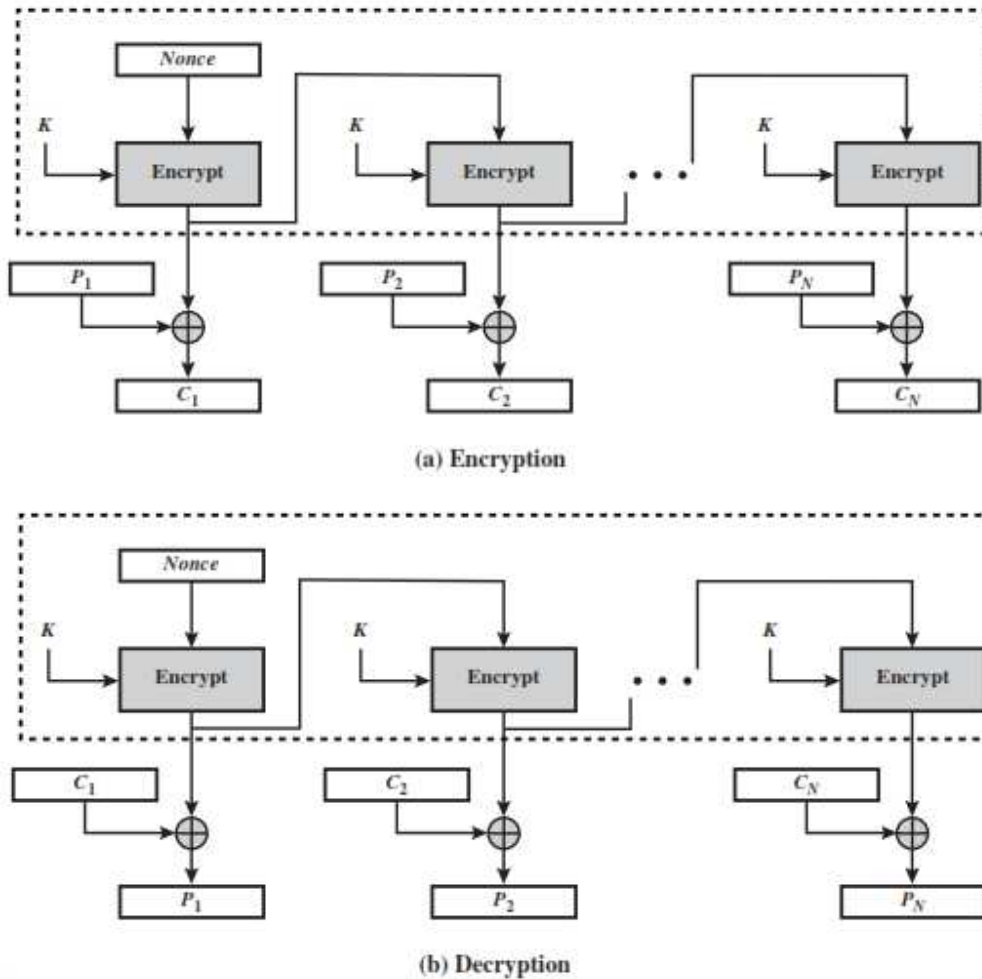 Nonce
K K K
Encrypt Encrypt Encrypt
P1 P2 PN
C1 C2 CN
(a) Encryption
Nonce
K K K
Encrypt Encrypt Encrypt
C1 C2 CN
P1 P2 PN
(b) Decryption